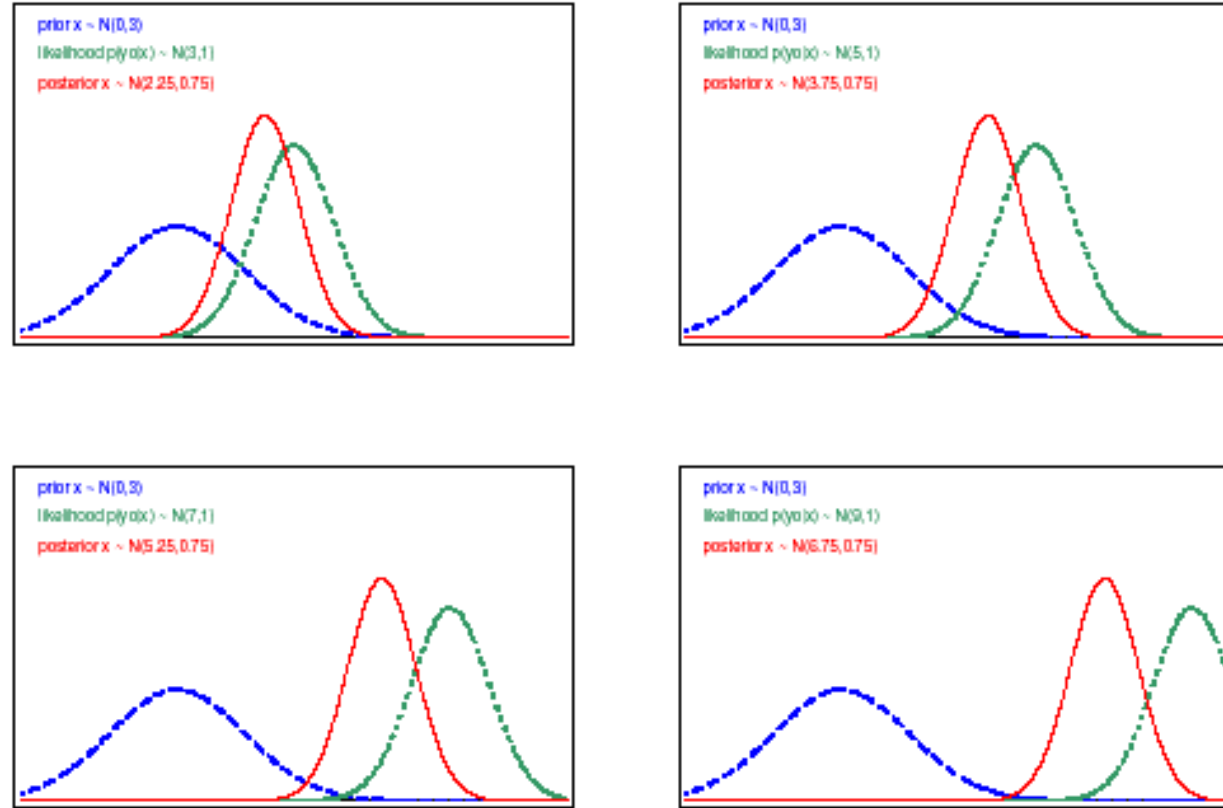 prior x ~ N(0,3)
likelihood p(yo|x) ~ N(3,1)
posterior x ~ N(2.25,0.75)
prior x ~ N(0,3)
likelihood p(yo|x) ~ N(5,1)
posterior x ~ N(3.75,0.75)
prior x ~ N(0,3)
likelihood p(yo|x) ~ N(7,1)
posterior x ~ N(5.25,0.75)
prior x ~ N(0,3)
likelihood p(yo|x) ~ N(9,1)
posterior x ~ N(6.75,0.75)